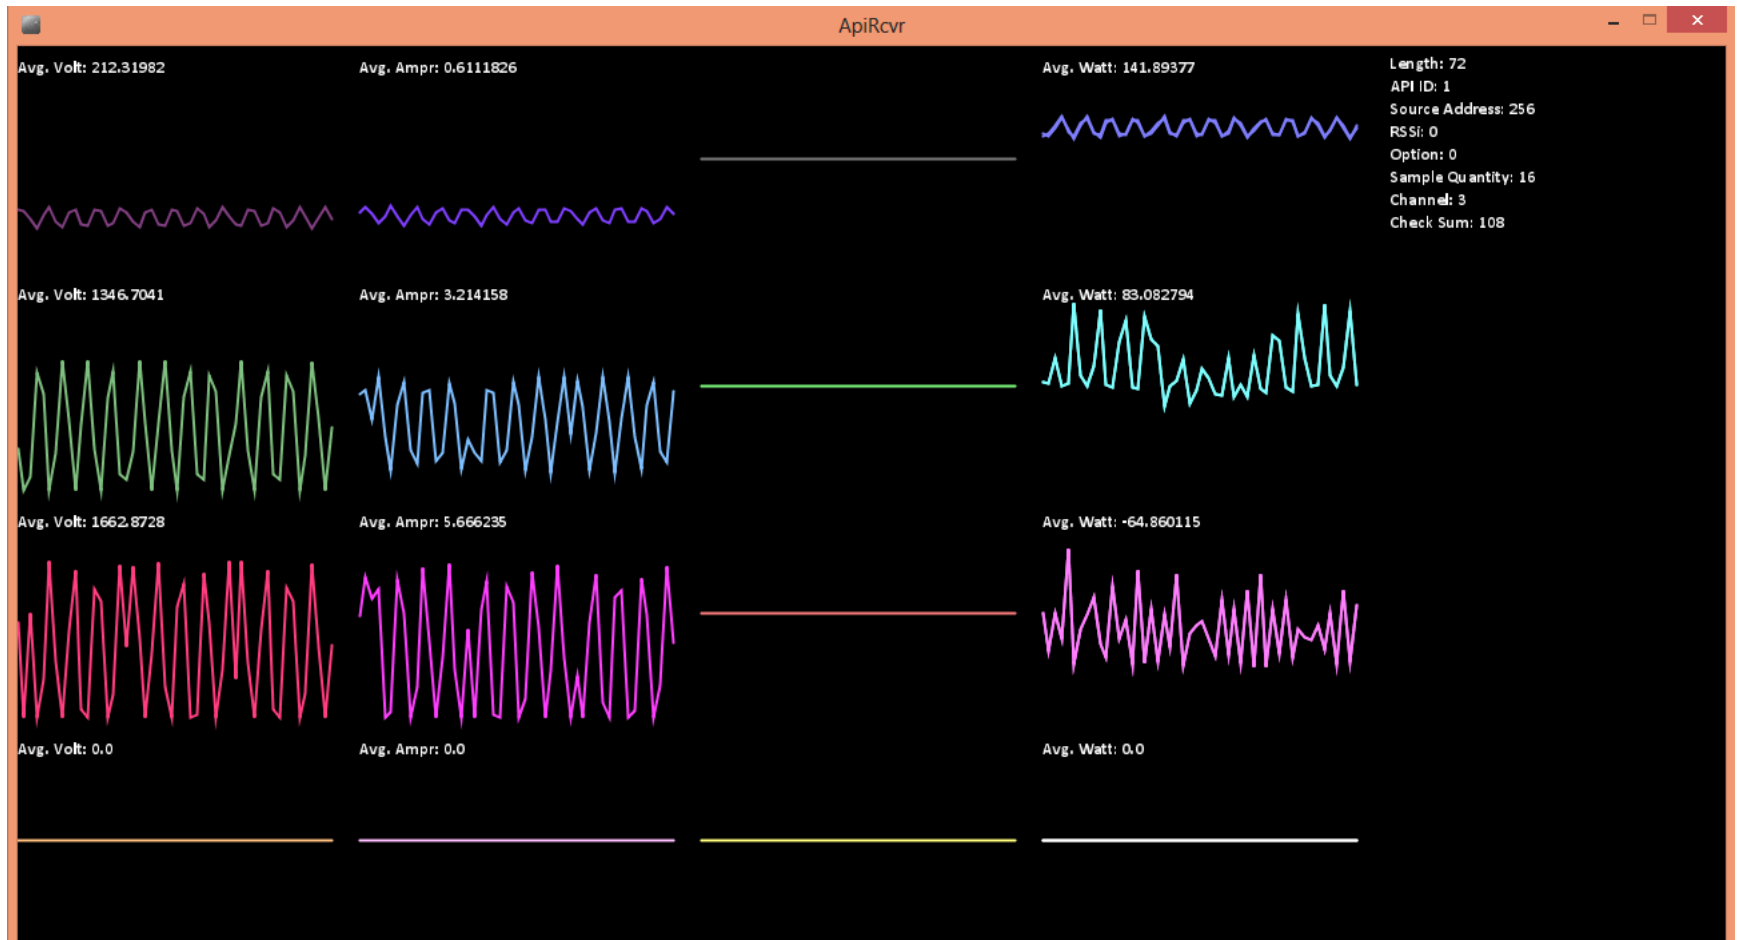 ApiRcvr
Avg. Volt: 212.31982
Avg. Ampr: 0.6111826
Avg. Watt: 141.89377
Length: 72
API ID: 1
Source Address: 256
RSSi: 0
Option: 0
Sample Quantity: 16
Channel: 3
Check Sum: 108
Avg. Volt: 1346.7041
Avg. Ampr: 3.214158
Avg. Watt: 83.082794
Avg. Volt: 1662.8728
Avg. Ampr: 5.666235
Avg. Watt: -64.860115
Avg. Volt: 0.0
Avg. Ampr: 0.0
Avg. Watt: 0.0